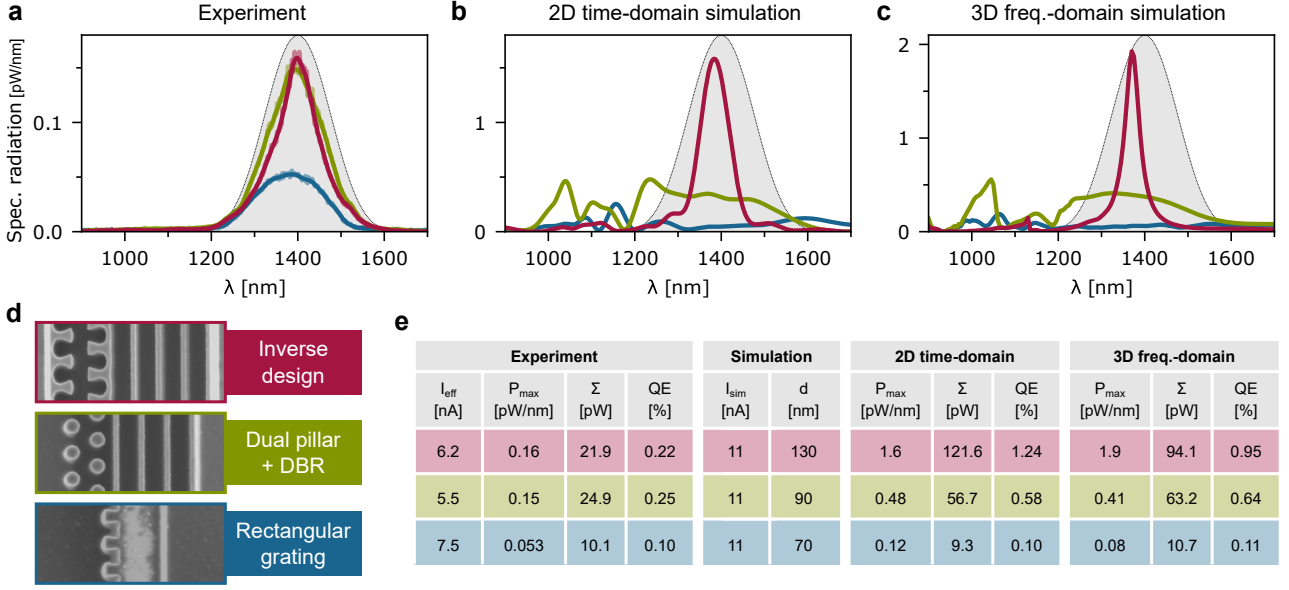 a
Experiment
Spec. radiation [pW/nm]
0.1
0.0
1000
1200
1400
1600
λ [nm]
b
2D time-domain simulation
1
0
1000
1200
1400
1600
λ [nm]
c
3D freq.-domain simulation
2
1
0
1000
1200
1400
1600
λ [nm]
d
Inverse
design
Dual pillar
+ DBR
Rectangular
grating
e
Experiment Simulation 2D time-domain 3D freq.-domain
I_eff P_max Σ QE I_sim d P_max Σ QE P_max Σ QE
[nA] [pW/nm] [pW] [%] [nA] [nm] [pW/nm] [pW] [%] [pW/nm] [pW] [%]
6.2 0.16 21.9 0.22 11 130 1.6 121.6 1.24 1.9 94.1 0.95
5.5 0.15 24.9 0.25 11 90 0.48 56.7 0.58 0.41 63.2 0.64
7.5 0.053 10.1 0.10 11 70 0.12 9.3 0.10 0.08 10.7 0.11